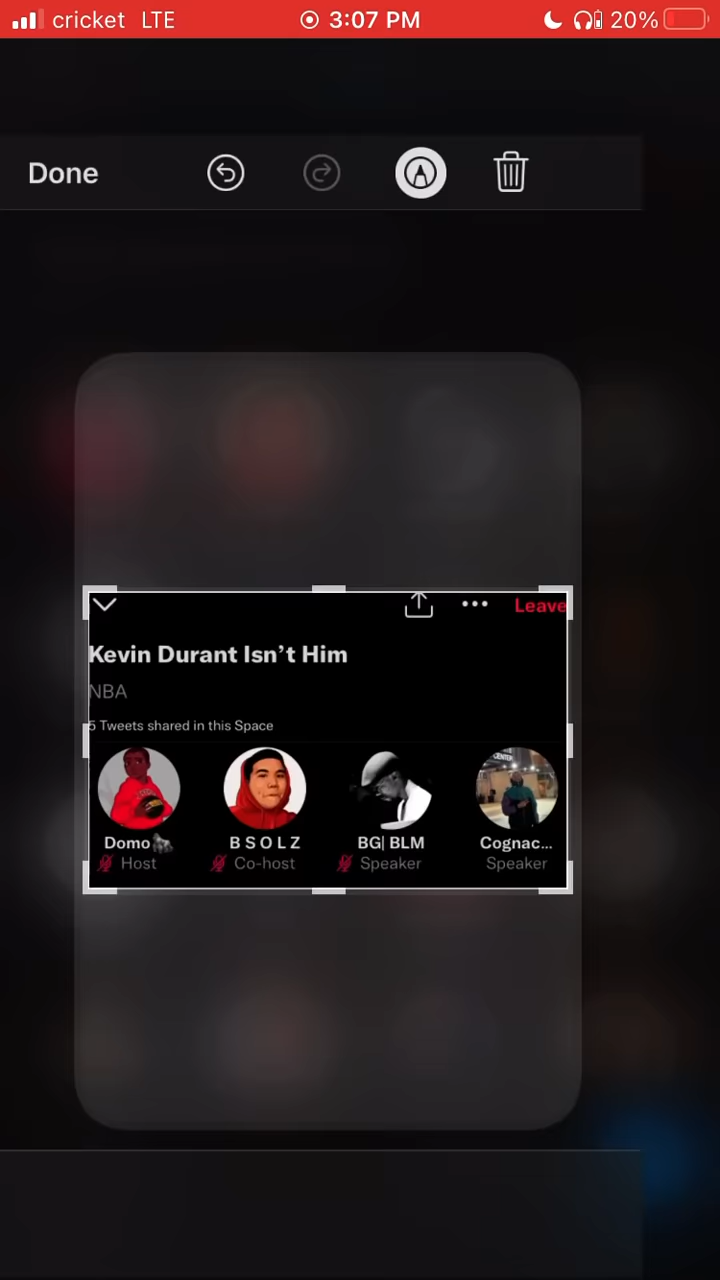 cricket LTE 3:07 PM 20%
Done
Leave
Kevin Durant Isn't Him
NBA
5 Tweets shared in this Space
Domo B S O L Z BG| BLM Cognac...
Host Co-host Speaker Speaker